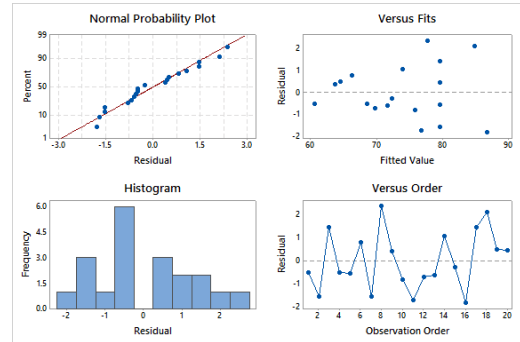 Normal Probability Plot
99
90
50
10
1
Percent
-3.0 -1.5 0.0 1.5 3.0
Residual
Versus Fits
2
1
0
-1
-2
Residual
60 70 80 90
Fitted Value
Histogram
6.0
4.5
3.0
1.5
0.0
Frequency
-2 -1 0 1 2
Residual
Versus Order
2
1
0
-1
-2
Residual
2 4 6 8 10 12 14 16 18 20
Observation Order